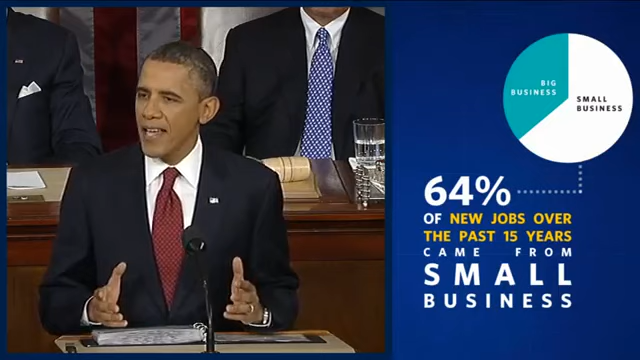 BIG
BUSINESS
SMALL
BUSINESS
64%
OF NEW JOBS OVER
THE PAST 15 YEARS
CAME FROM
SMALL
BUSINESS